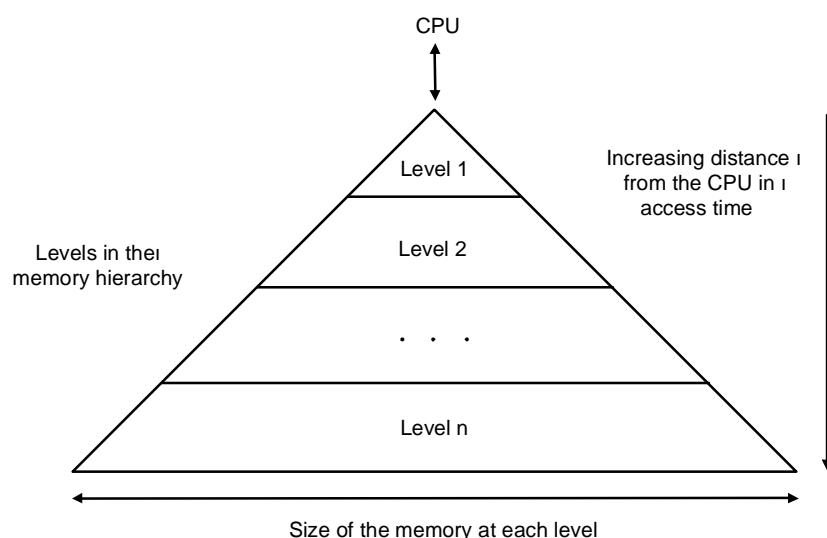 CPU
Level 1
Increasing distance ı
from the CPU in ı
access time
Levels in theı
memory hierarchy
Level 2
. . .
Level n
Size of the memory at each level